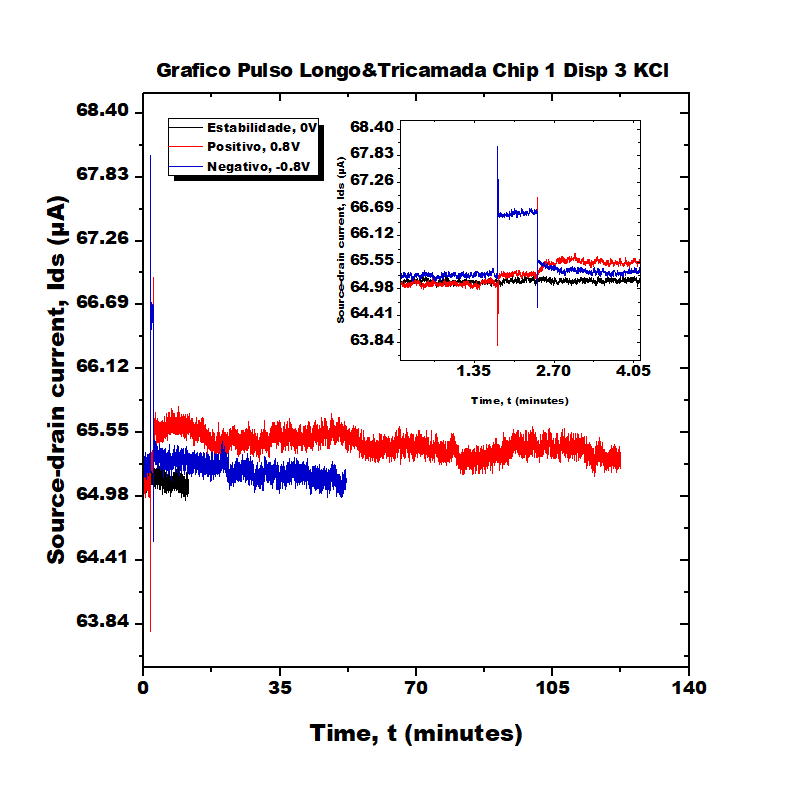 Grafico Pulso Longo&Tricamada Chip 1 Disp 3 KCl
Source-drain current, Ids (µA)
68.40
67.83
67.26
66.69
66.12
65.55
64.98
64.41
63.84
Estabilidade, 0V
Positivo, 0.8V
Negativo, -0.8V
Source-drain current, Ids (µA)
68.40
67.83
67.26
66.69
66.12
65.55
64.98
64.41
63.84
1.35 2.70 4.05
Time, t (minutes)
0 35 70 105 140
Time, t (minutes)